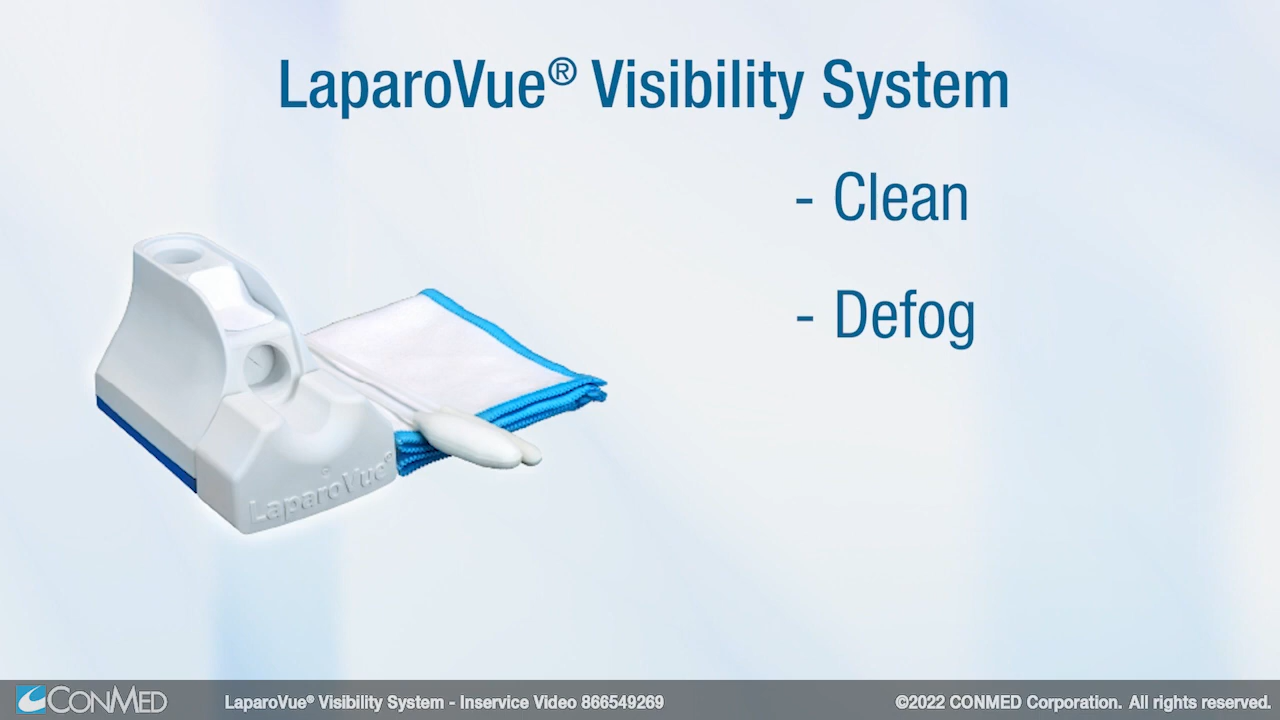 LaparoVue® Visibility System
- Clean
- Defog
LaparoVue®
CONMED
LaparoVue® Visibility System - Inservice Video 866549269
©2022 CONMED Corporation. All rights reserved.